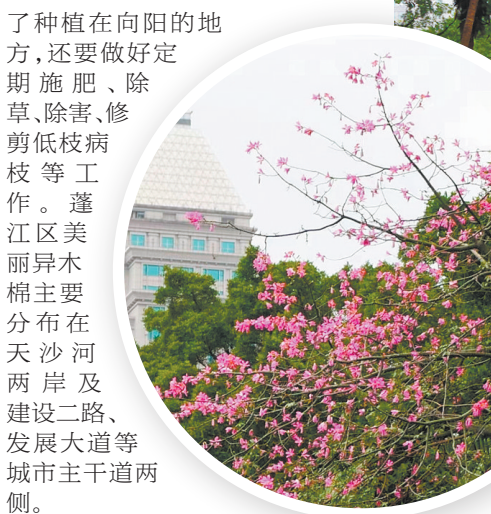 了种植在向阳的地
方，还要做好定
期施肥、除
草、除害、修
剪低枝病
枝等工
作。蓬
江区美
丽异木
棉主要
分布在
天沙河
两岸及
建设二路、
发展大道等
城市主干道两
侧。